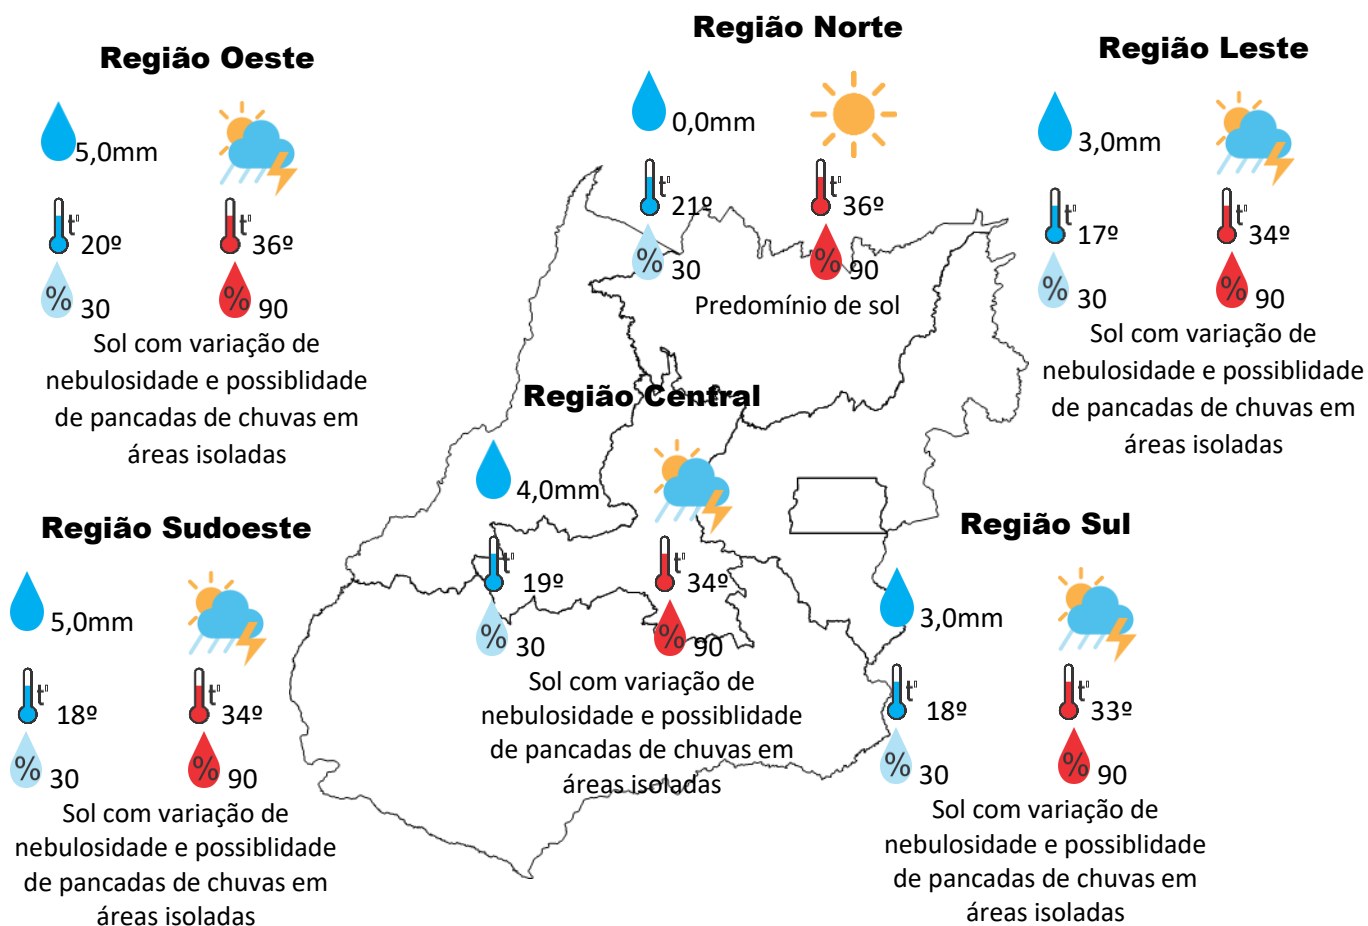 Região Oeste
5,0mm
t°
20º
t°
36º
%
30
%
90
Sol com variação de
nebulosidade e possiblidade
de pancadas de chuvas em
áreas isoladas
Região Norte
0,0mm
t°
21º
t°
36º
%
30
%
90
Predomínio de sol
Região Leste
3,0mm
t°
17º
t°
34º
%
30
%
90
Sol com variação de
nebulosidade e possiblidade
de pancadas de chuvas em
áreas isoladas
Região Central
4,0mm
t°
19º
t°
34º
%
30
%
90
Sol com variação de
nebulosidade e possiblidade
de pancadas de chuvas em
áreas isoladas
Região Sudoeste
5,0mm
t°
18º
t°
34º
%
30
%
90
Sol com variação de
nebulosidade e possiblidade
de pancadas de chuvas em
áreas isoladas
Região Sul
3,0mm
t°
18º
t°
33º
%
30
%
90
Sol com variação de
nebulosidade e possiblidade
de pancadas de chuvas em
áreas isoladas